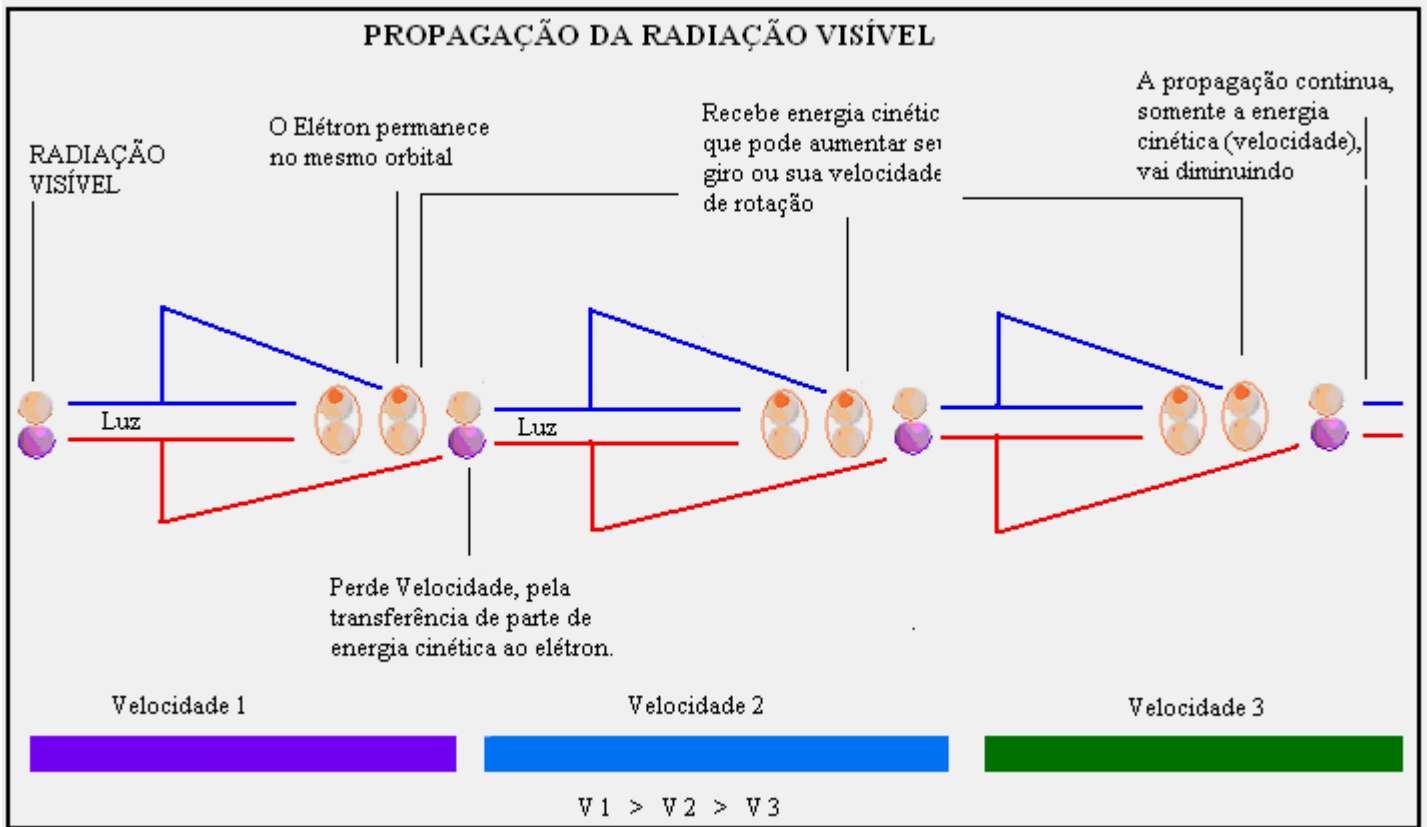 PROPAGAÇÃO DA RADIAÇÃO VISÍVEL
RADIAÇÃO
VISÍVEL
O Elétron permanece
no mesmo orbital
Recebe energia cinétic
que pode aumentar seu
giro ou sua velocidade
de rotação
A propagação continua,
somente a energia
cinética (velocidade),
vai diminuindo
Luz
Luz
Perde Velocidade, pela
transferência de parte de
energia cinética ao elétron.
Velocidade 1
Velocidade 2
Velocidade 3
V 1 > V 2 > V 3